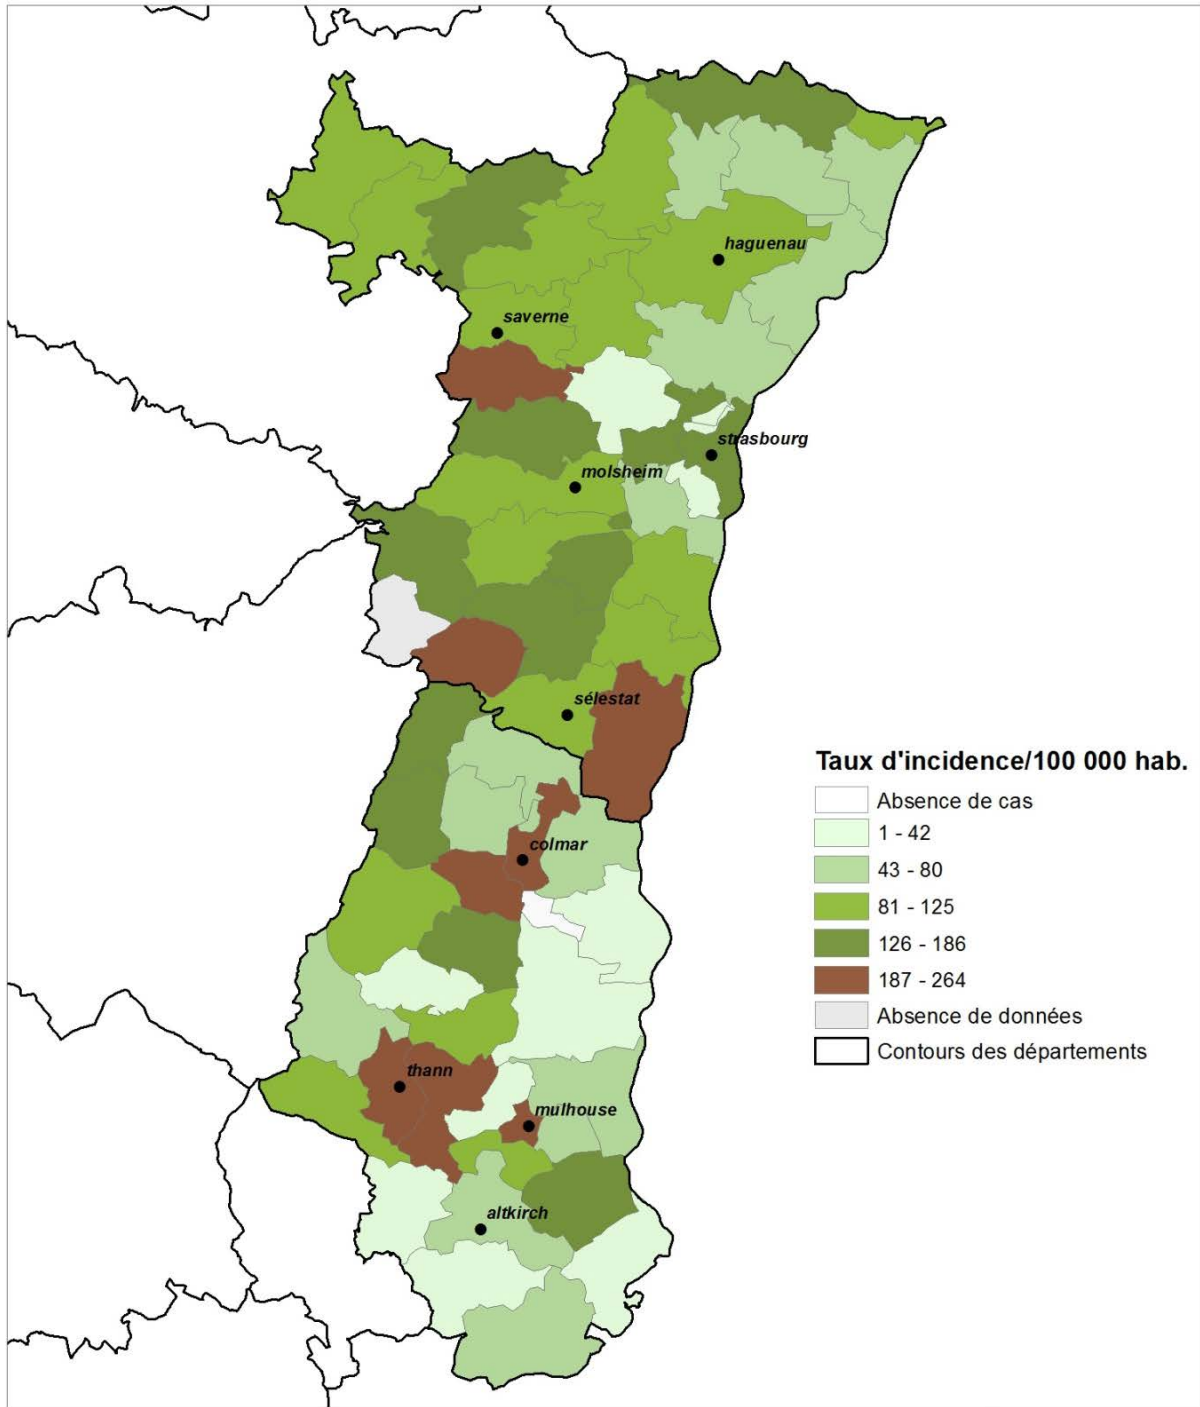 haguenau
saverne
strasbourg
molsheim
sélestat
Taux d'incidence/100 000 hab.
Absence de cas
1 - 42
colmar
43 - 80
81 - 125
126 - 186
187 - 264
Absence de données
Contours des départements
thann
mulhouse
altkirch